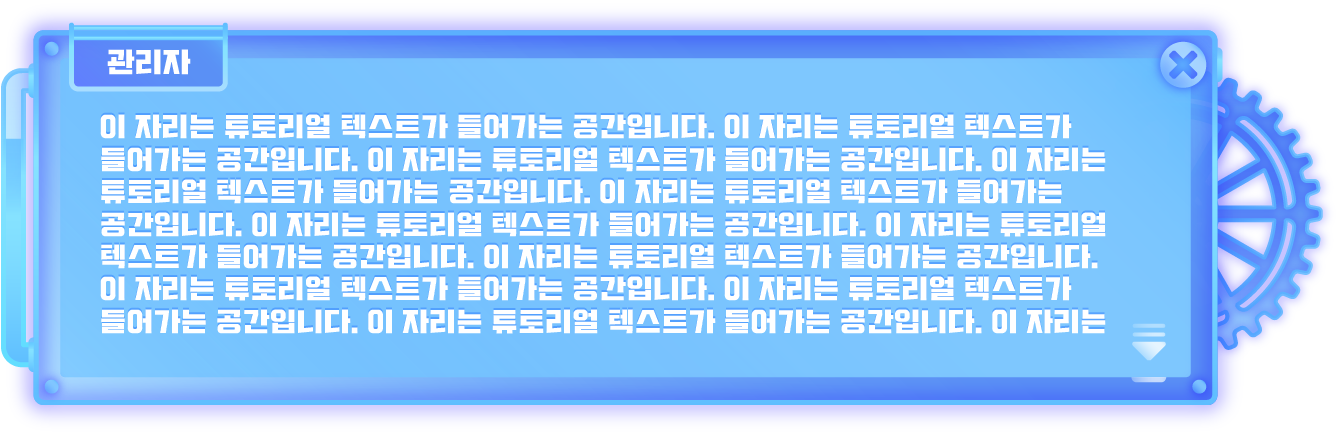 관리자
이 자리는 튜토리얼 텍스트가 들어가는 공간입니다. 이 자리는 튜토리얼 텍스트가
들어가는 공간입니다. 이 자리는 튜토리얼 텍스트가 들어가는 공간입니다. 이 자리는
튜토리얼 텍스트가 들어가는 공간입니다. 이 자리는 튜토리얼 텍스트가 들어가는
공간입니다. 이 자리는 튜토리얼 텍스트가 들어가는 공간입니다. 이 자리는 튜토리얼
텍스트가 들어가는 공간입니다. 이 자리는 튜토리얼 텍스트가 들어가는 공간입니다.
이 자리는 튜토리얼 텍스트가 들어가는 공간입니다. 이 자리는 튜토리얼 텍스트가
들어가는 공간입니다. 이 자리는 튜토리얼 텍스트가 들어가는 공간입니다. 이 자리는